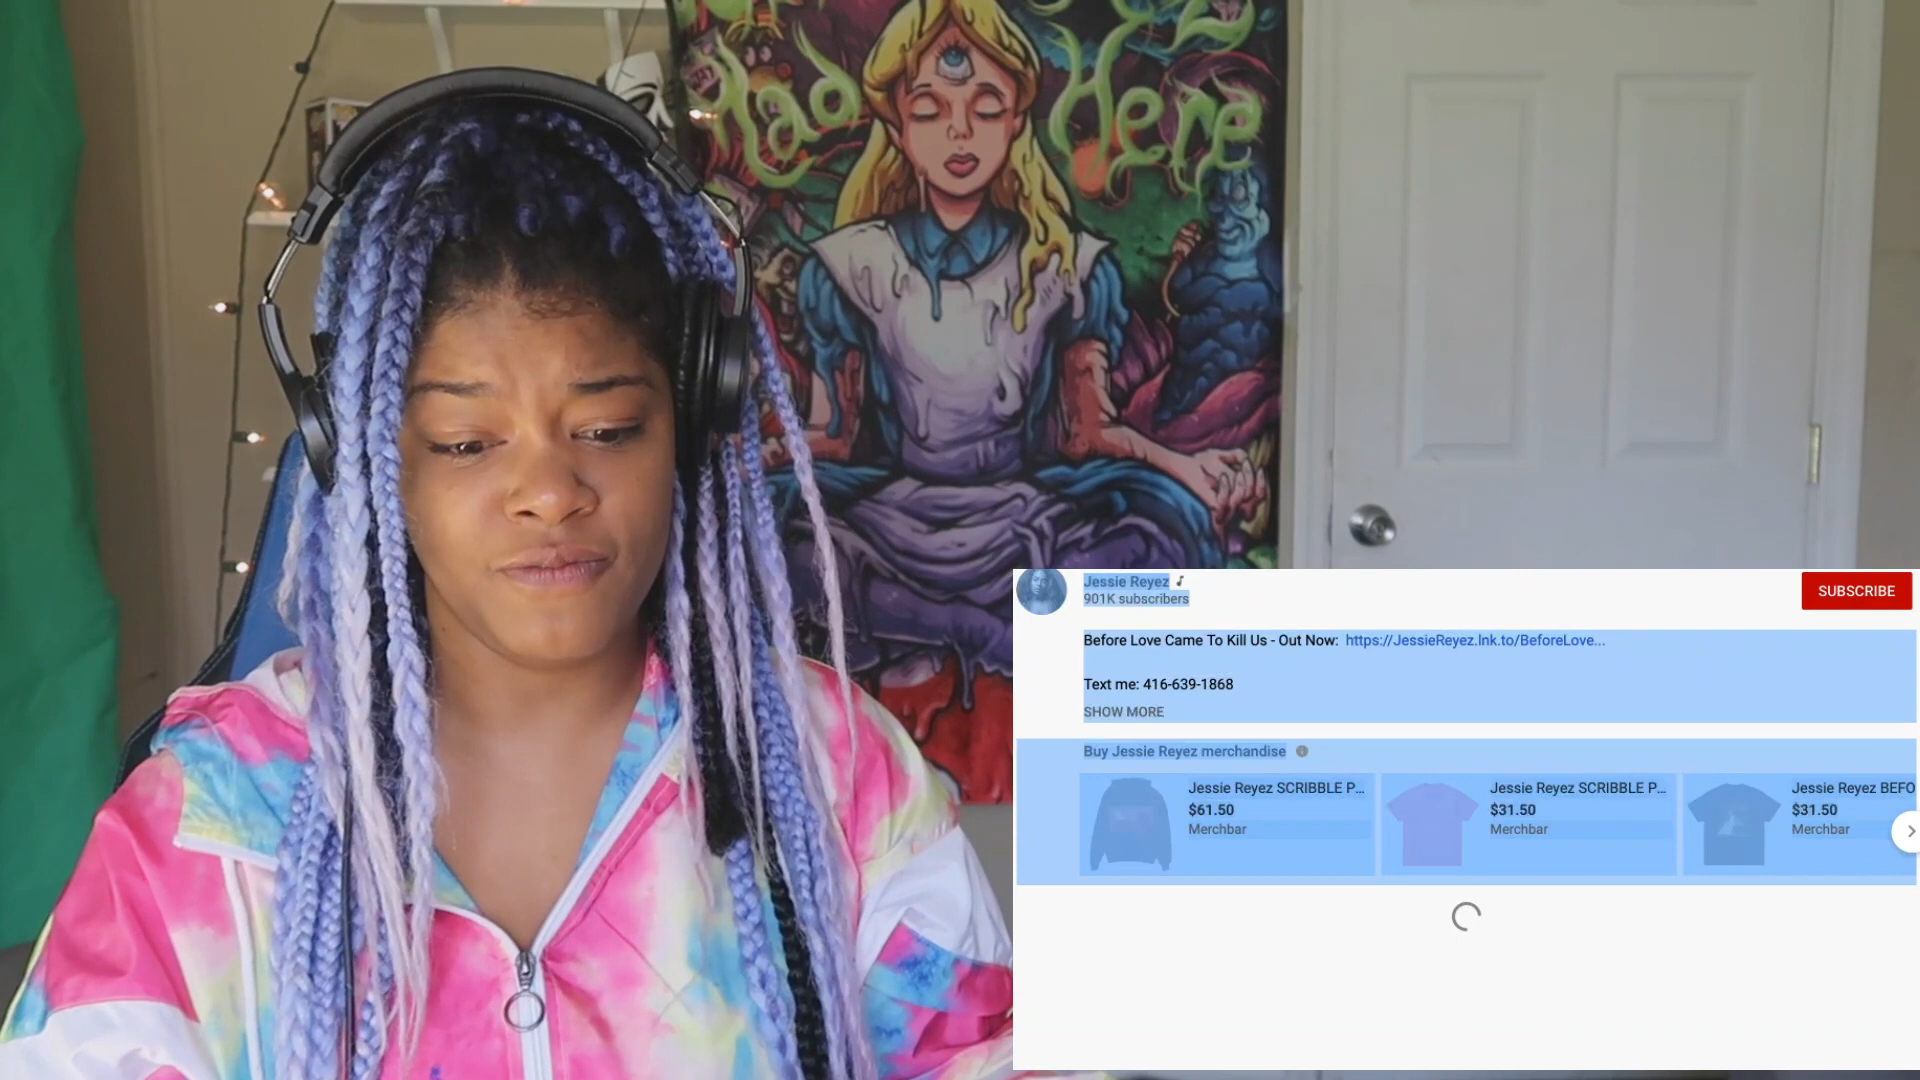 Mad Here
Jessie Reyez
901K subscribers
SUBSCRIBE
Before Love Came To Kill Us - Out Now: https://JessieReyez.lnk.to/BeforeLove...
Text me: 416-639-1868
SHOW MORE
Buy Jessie Reyez merchandise
Jessie Reyez SCRIBBLE P...
$61.50
Merchbar
Jessie Reyez SCRIBBLE P...
$31.50
Merchbar
Jessie Reyez BEFO
$31.50
Merchbar